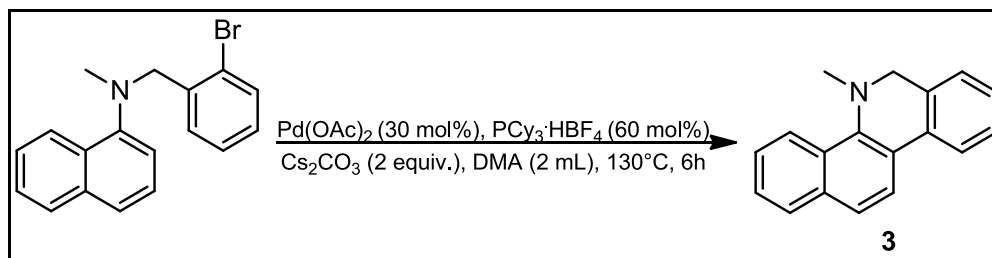 Br
N
N
Pd(OAc)₂ (30 mol%), PCy₃·HBF₄ (60 mol%)
Cs₂CO₃ (2 equiv.), DMA (2 mL), 130°C, 6h
3